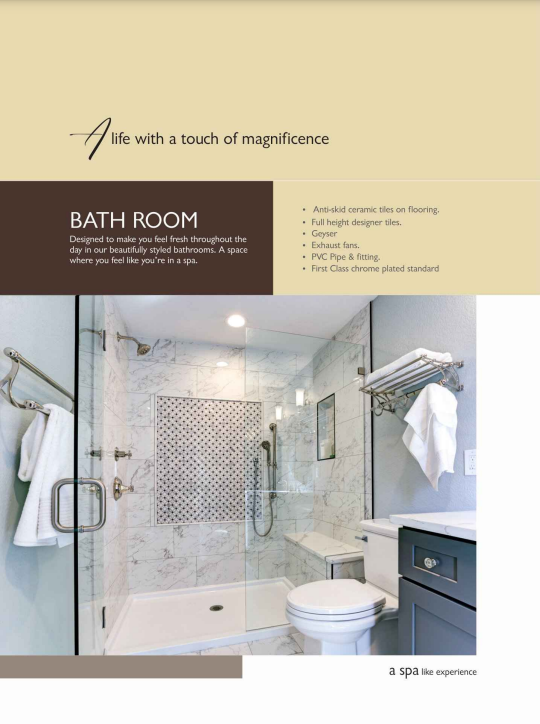 A life with a touch of magnificence
BATH ROOM
Designed to make you feel fresh throughout the
day in our beautifully styled bathrooms. A space
where you feel like you're in a spa.
• Anti-skid ceramic tiles on flooring.
• Full height designer tiles.
• Geyser
• Exhaust fans.
• PVC Pipe & fitting.
• First Class chrome plated standard
a spa like experience